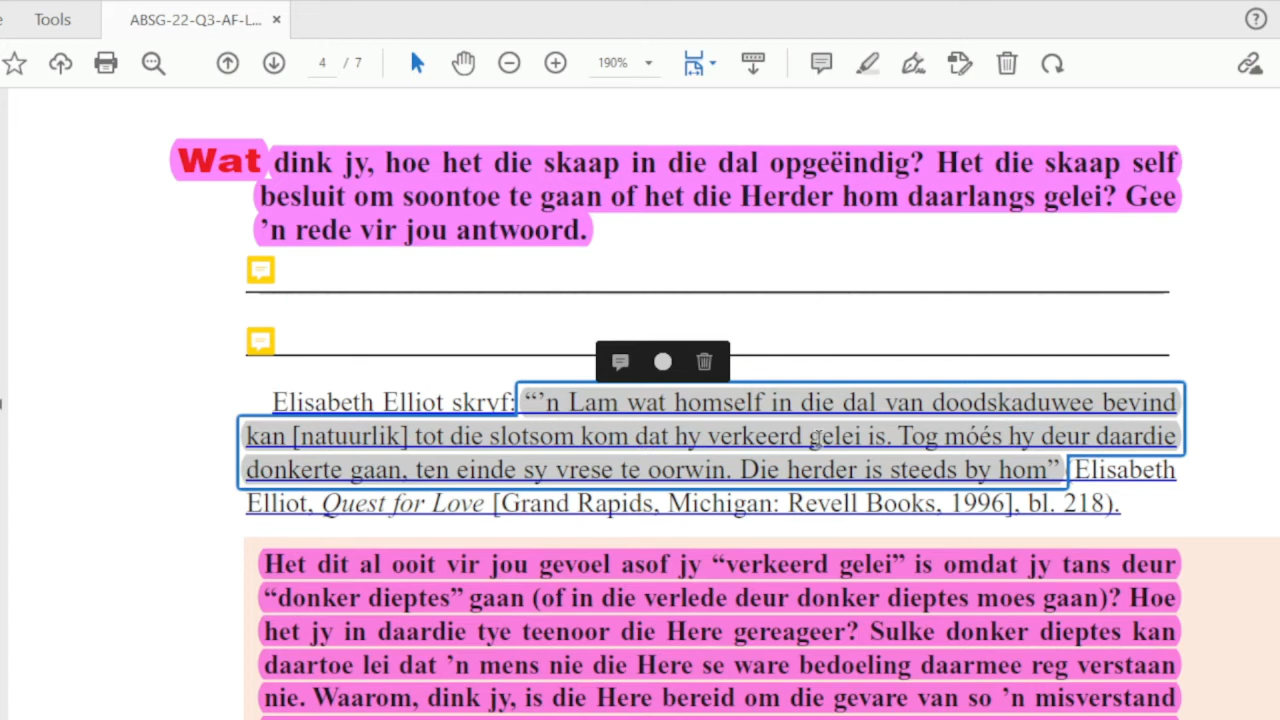 Tools
ABSG-22-Q3-AF-L... ×
4 / 7
190%
Wat dink jy, hoe het die skaap in die dal opgeëindig? Het die skaap self
besluit om soontoe te gaan of het die Herder hom daarlangs gelei? Gee
’n rede vir jou antwoord.
Elisabeth Elliot skryf: “’n Lam wat homself in die dal van doodskaduwee bevind
kan [natuurlik] tot die slotsom kom dat hy verkeerd gelei is. Tog móés hy deur daardie
donkerte gaan, ten einde sy vrese te oorwin. Die herder is steeds by hom” (Elisabeth
Elliot, Quest for Love [Grand Rapids, Michigan: Revell Books, 1996], bl. 218).
Het dit al ooit vir jou gevoel asof jy “verkeerd gelei” is omdat jy tans deur
“donker dieptes” gaan (of in die verlede deur donker dieptes moes gaan)? Hoe
het jy in daardie tye teenoor die Here gereageer? Sulke donker dieptes kan
daartoe lei dat ’n mens nie die Here se ware bedoeling daarmee reg verstaan
nie. Waarom, dink jy, is die Here bereid om die gevare van so ’n misverstand